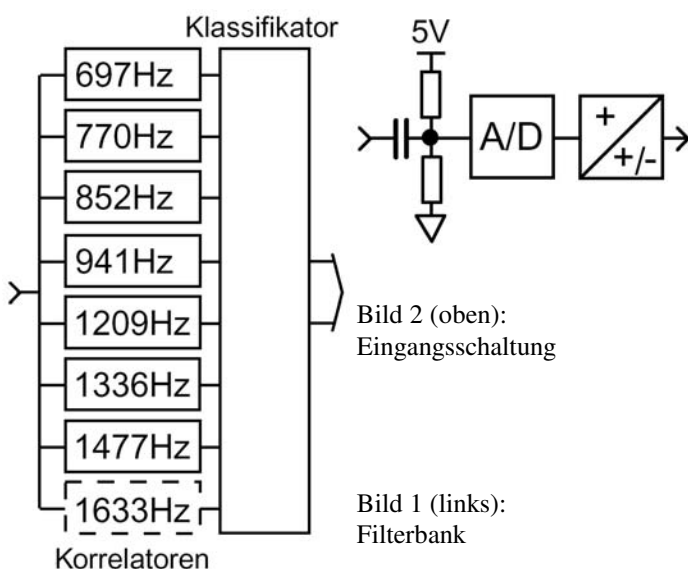 Klassifikator
697Hz
770Hz
852Hz
941Hz
1209Hz
1336Hz
1477Hz
1633Hz
Korrelatoren
5V
A/D
+
+/-
Bild 2 (oben):
Eingangsschaltung
Bild 1 (links):
Filterbank